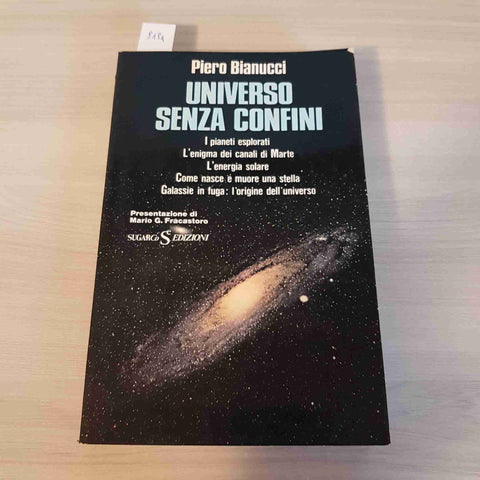 Piero Bianucci
UNIVERSO
SENZA CONFINI
I pianeti esplorati
L'enigma dei canali di Marte
L'energia solare
Come nasce e muore una stella
Galassie in fuga: l'origine dell'universo
Presentazione di
Mario G. Fracastoro
SUGARCo EDIZIONI